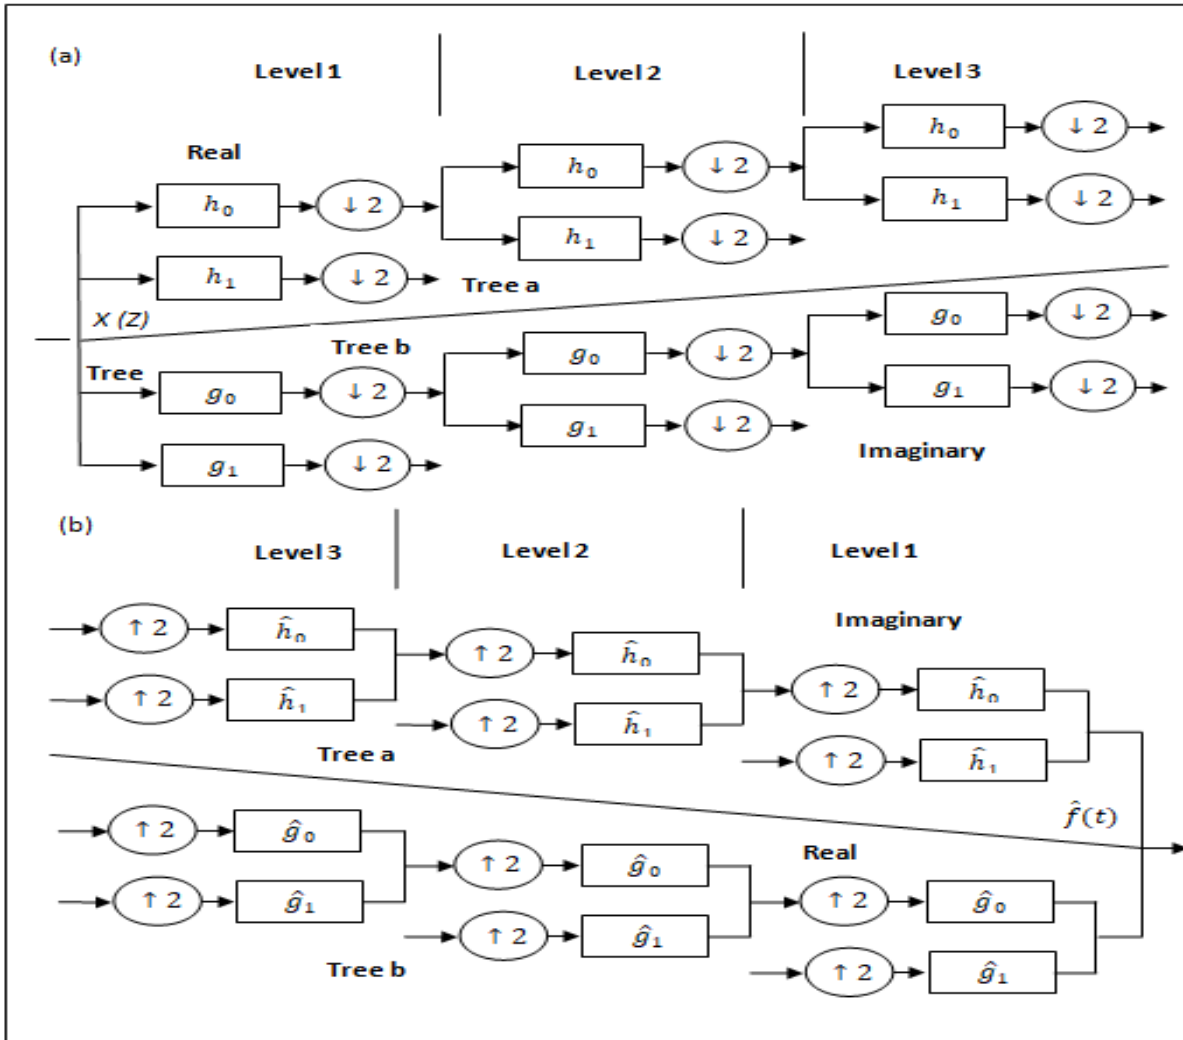 (a)
Level 1 Level 2 Level 3
h₀ ↓ 2
Real h₀ ↓ 2
h₀ ↓ 2 h₁ ↓ 2
h₁ ↓ 2
h₁ ↓ 2 Tree a
X (Z) g₀ ↓ 2
Tree b g₀ ↓ 2
Tree g₀ ↓ 2 g₁ ↓ 2
g₁ ↓ 2
g₁ ↓ 2 Imaginary
(b)
Level 3 Level 2 Level 1
↑ 2 ĥ₀ Imaginary
↑ 2 ĥ₀
↑ 2 ĥ₁ ↑ 2 ĥ₀
↑ 2 ĥ₁
Tree a ↑ 2 ĥ₁
f̂(t)
↑ 2 ĝ₀ Real
↑ 2 ĝ₀
↑ 2 ĝ₁ ↑ 2 ĝ₀
↑ 2 ĝ₁
Tree b ↑ 2 ĝ₁